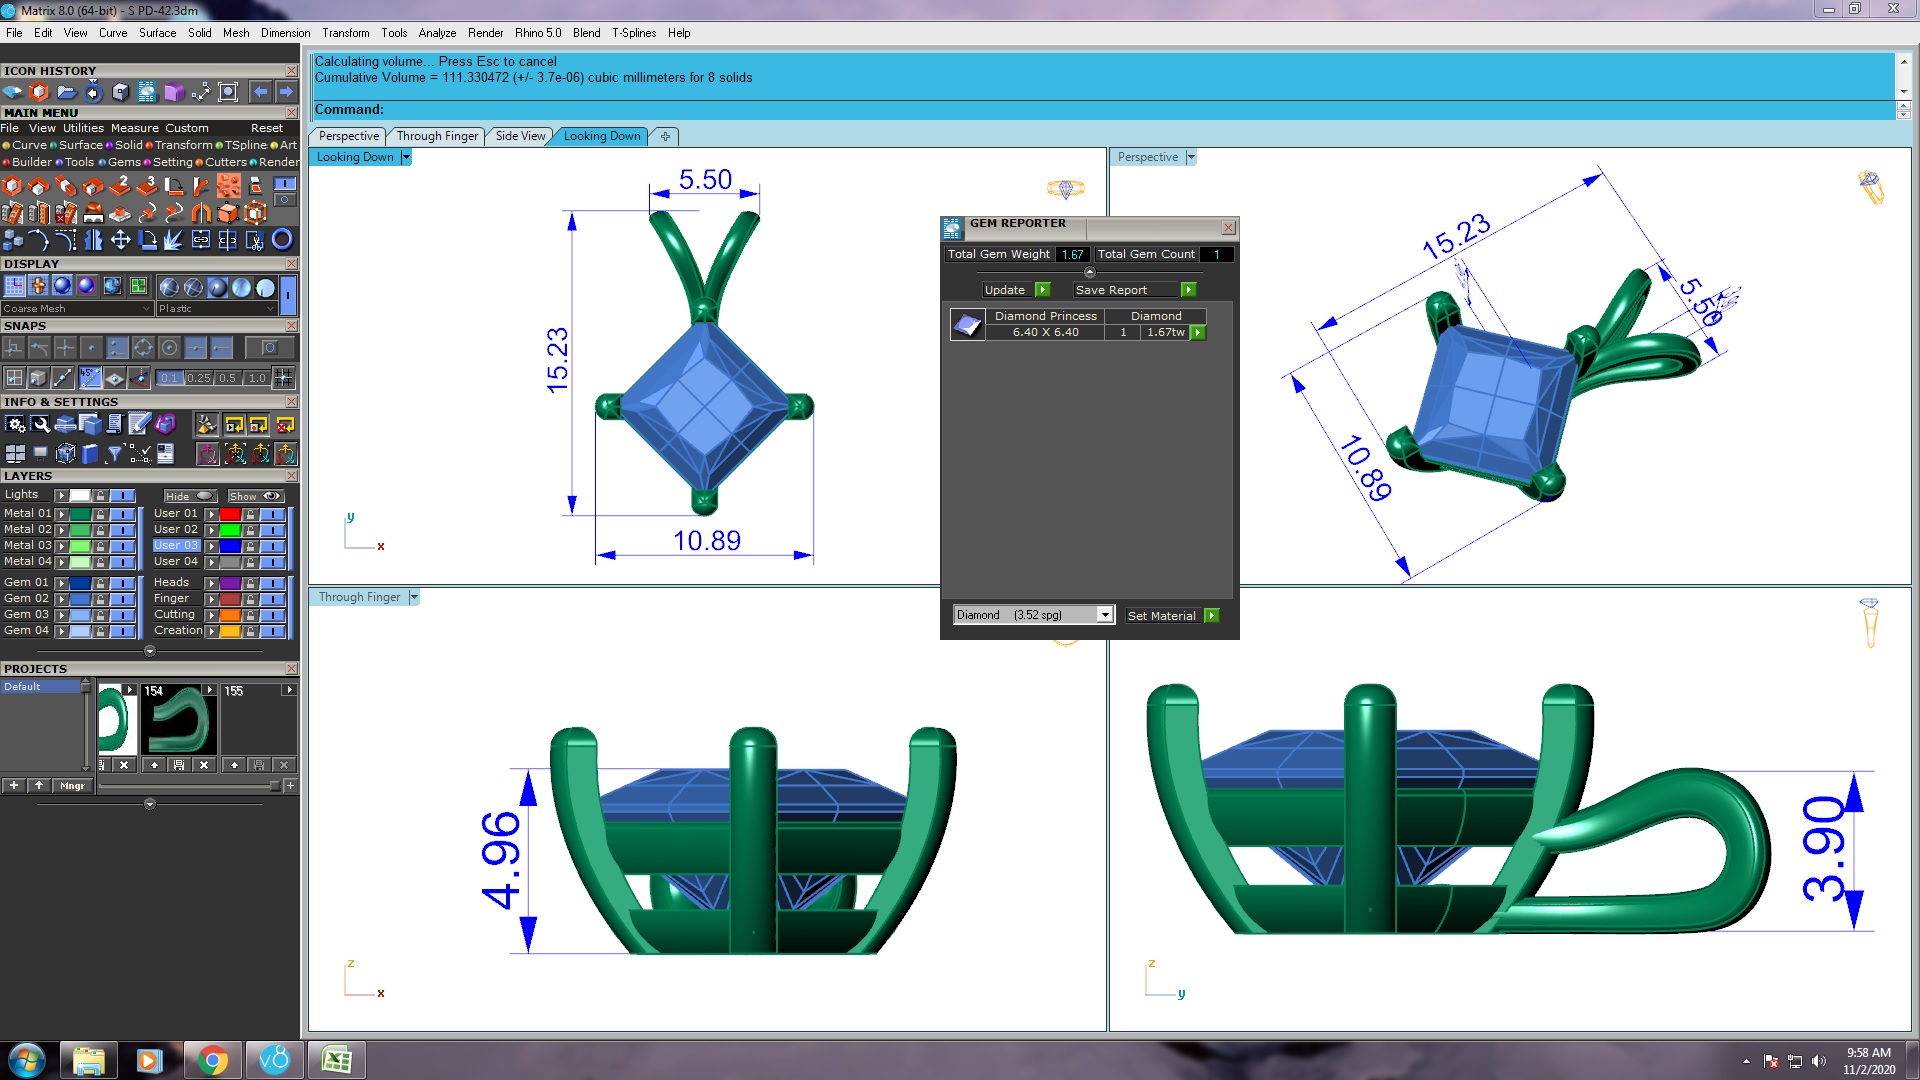 Matrix 8.0 (64-bit) - S PD-42.3dm
File Edit View Curve Surface Solid Mesh Dimension Transform Tools Analyze Render Rhino 5.0 Blend T-Splines Help
ICON HISTORY
MAIN MENU
File View Utilities Measure Custom Reset
Curve Surface Solid Transform TSpline Art
Builder Tools Gems Setting Cutters Render
2 3
DISPLAY
Coarse Mesh Plastic
SNAPS
45°
0.1 0.25 0.5 1.0
INFO & SETTINGS
LAYERS
Lights Hide Show
Metal 01 User 01
Metal 02 User 02
Metal 03 User 03
Metal 04 User 04
Gem 01 Heads
Gem 02 Finger
Gem 03 Cutting
Gem 04 Creation
PROJECTS
Default
154 155
Mngr
Calculating volume... Press Esc to cancel
Cumulative Volume = 111.330472 (+/- 3.7e-06) cubic millimeters for 8 solids
Command:
Perspective Through Finger Side View Looking Down
Looking Down
5.50
15.23
10.89
y
x
Perspective
15.23
5.50
10.89
GEM REPORTER
Total Gem Weight 1.67 Total Gem Count 1
Update Save Report
Diamond Princess Diamond
6.40 X 6.40 1 1.67tw
Diamond (3.52 spg) Set Material
Through Finger
4.96
z
x
3.90
z
y
v8
9:58 AM
11/2/2020